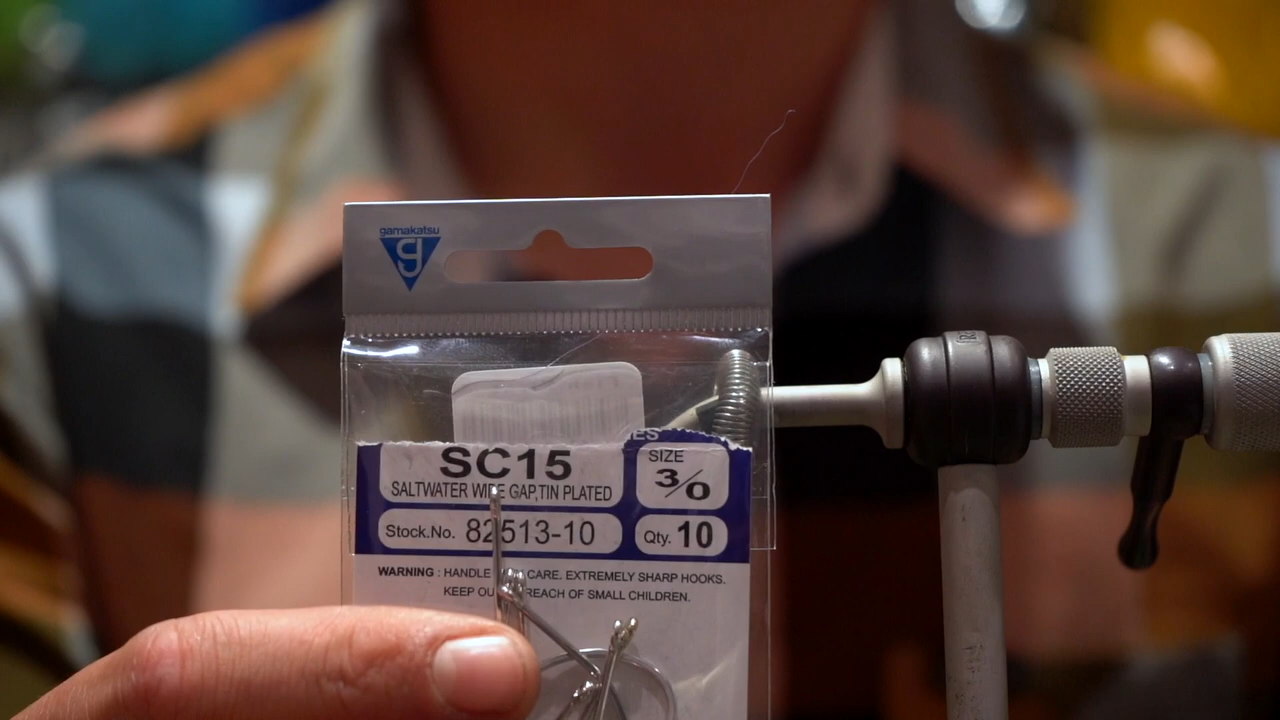 gamakatsu
SC15
SALTWATER WIDE GAP,TIN PLATED
SIZE
3/0
Stock.No. 82513-10
Qty. 10
WARNING : HANDLE CARE. EXTREMELY SHARP HOOKS.
KEEP OU REACH OF SMALL CHILDREN.